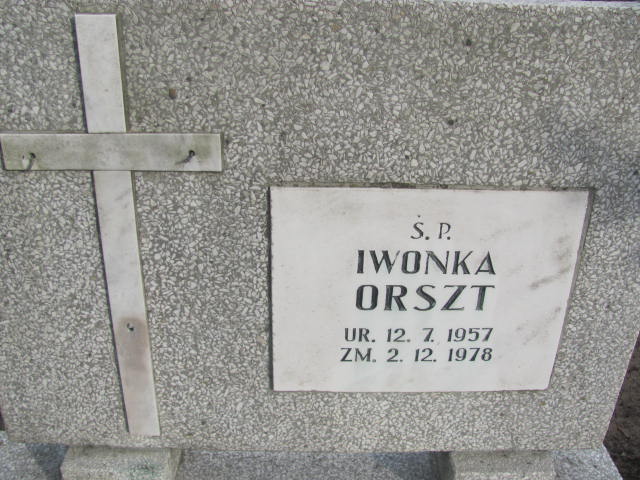 Ś. P.
IWONKA
ORSZT
UR. 12. 7. 1957
ZM. 2. 12. 1978